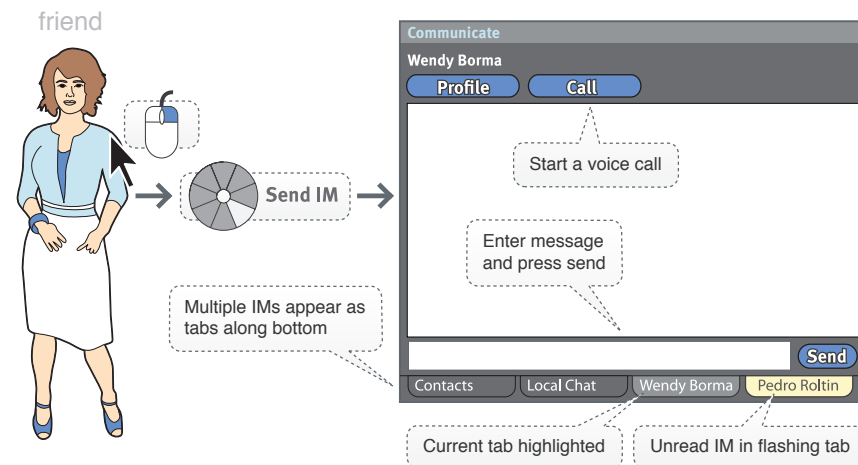 friend
Communicate
Wendy Borma
Profile
Call
Start a voice call
Send IM
Enter message
and press send
Multiple IMs appear as
tabs along bottom
Send
Contacts
Local Chat
Wendy Borma
Pedro Roltin
Current tab highlighted
Unread IM in flashing tab